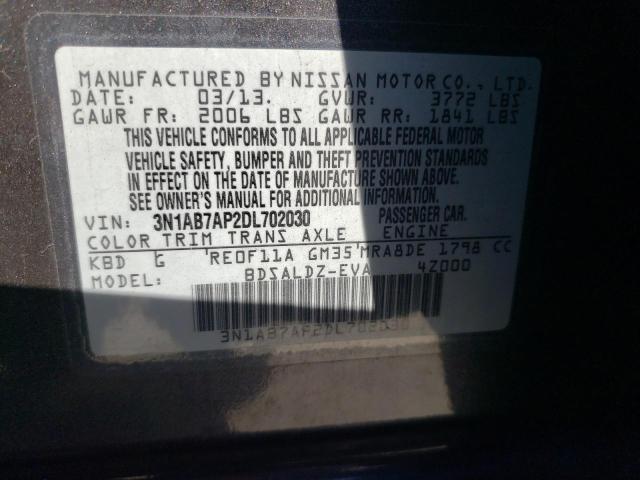 MANUFACTURED BY NISSAN MOTOR CO., LTD.
DATE: 03/13. GVWR: 3772 LBS
GAWR FR: 2006 LBS GAWR RR: 1841 LBS
THIS VEHICLE CONFORMS TO ALL APPLICABLE FEDERAL MOTOR
VEHICLE SAFETY, BUMPER AND THEFT PREVENTION STANDARDS
IN EFFECT ON THE DATE OF MANUFACTURE SHOWN ABOVE.
SEE OWNER'S MANUAL FOR ADDITIONAL INFORMATION.
VIN: 3N1AB7AP2DL702030 PASSENGER CAR.
COLOR TRIM TRANS AXLE ENGINE
KBD G RE0F11A GM35 MRA8DE 1798 CC
MODEL: BDSALDZ-EVA 4Z000
3N1AB7AP2DL702030